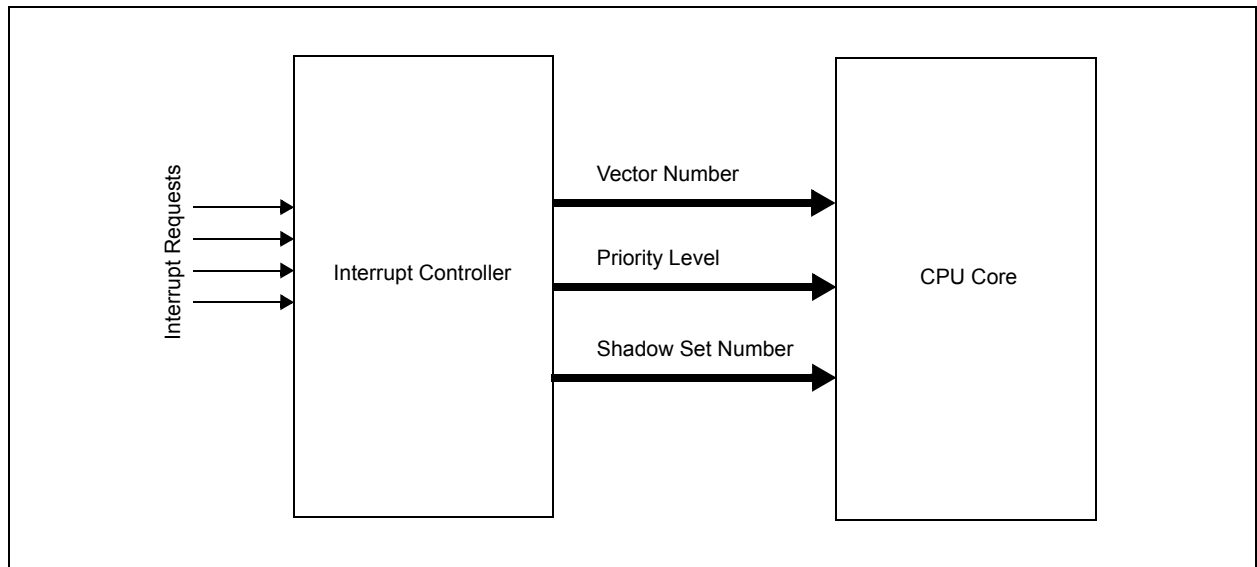 Interrupt Requests
Interrupt Controller
Vector Number
Priority Level
Shadow Set Number
CPU Core